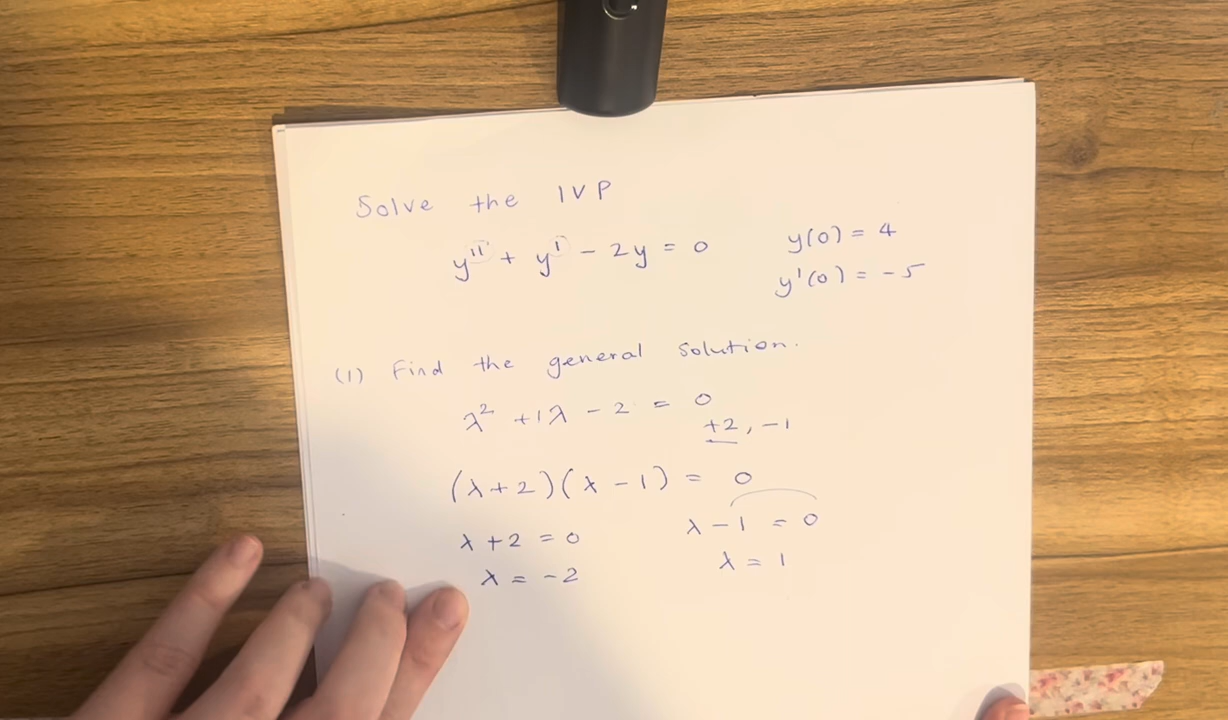 Solve the IVP
y'' + y' - 2y = 0 y(0) = 4
y'(0) = -5
(1) Find the general solution.
λ² + 1λ - 2 = 0
+2, -1
(λ+2)(λ-1) = 0
λ+2 = 0 λ-1 = 0
λ = -2 λ = 1